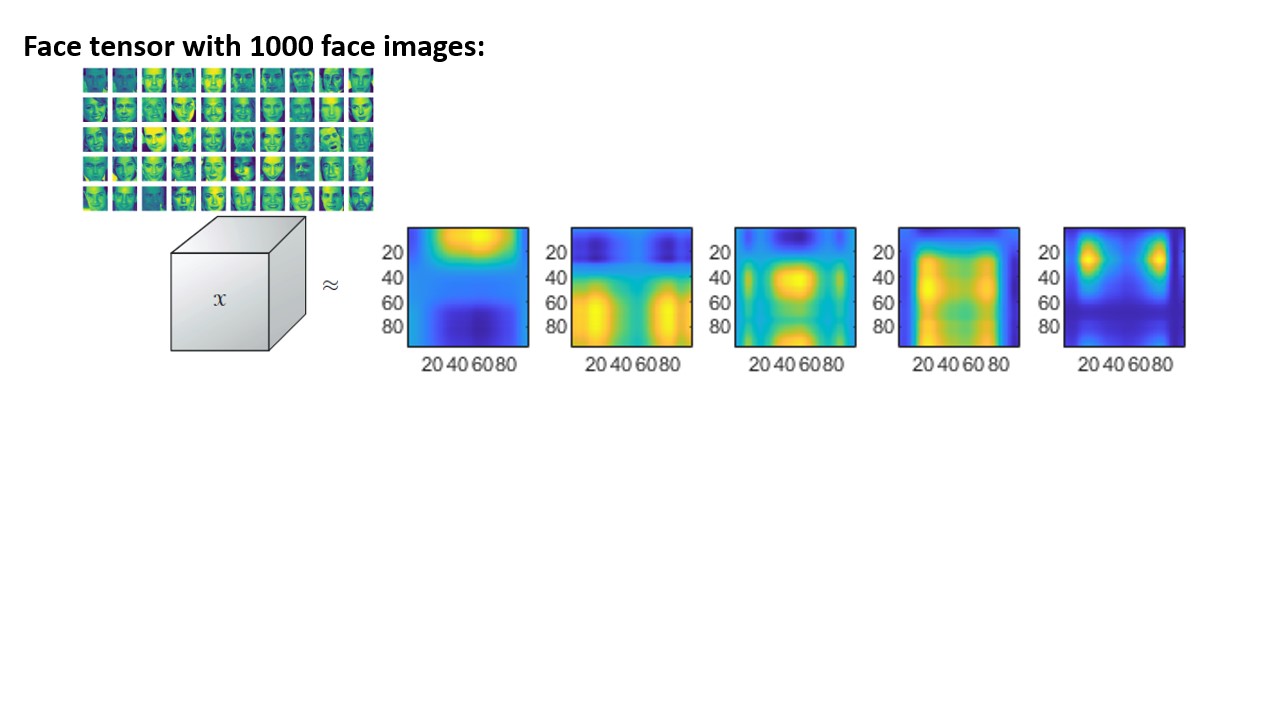 Face tensor with 1000 face images:
x
≈
20 20 20 20 20
40 40 40 40 40
60 60 60 60 60
80 80 80 80 80
20 40 60 80 20 40 60 80 20 40 60 80 20 40 60 80 20 40 60 80